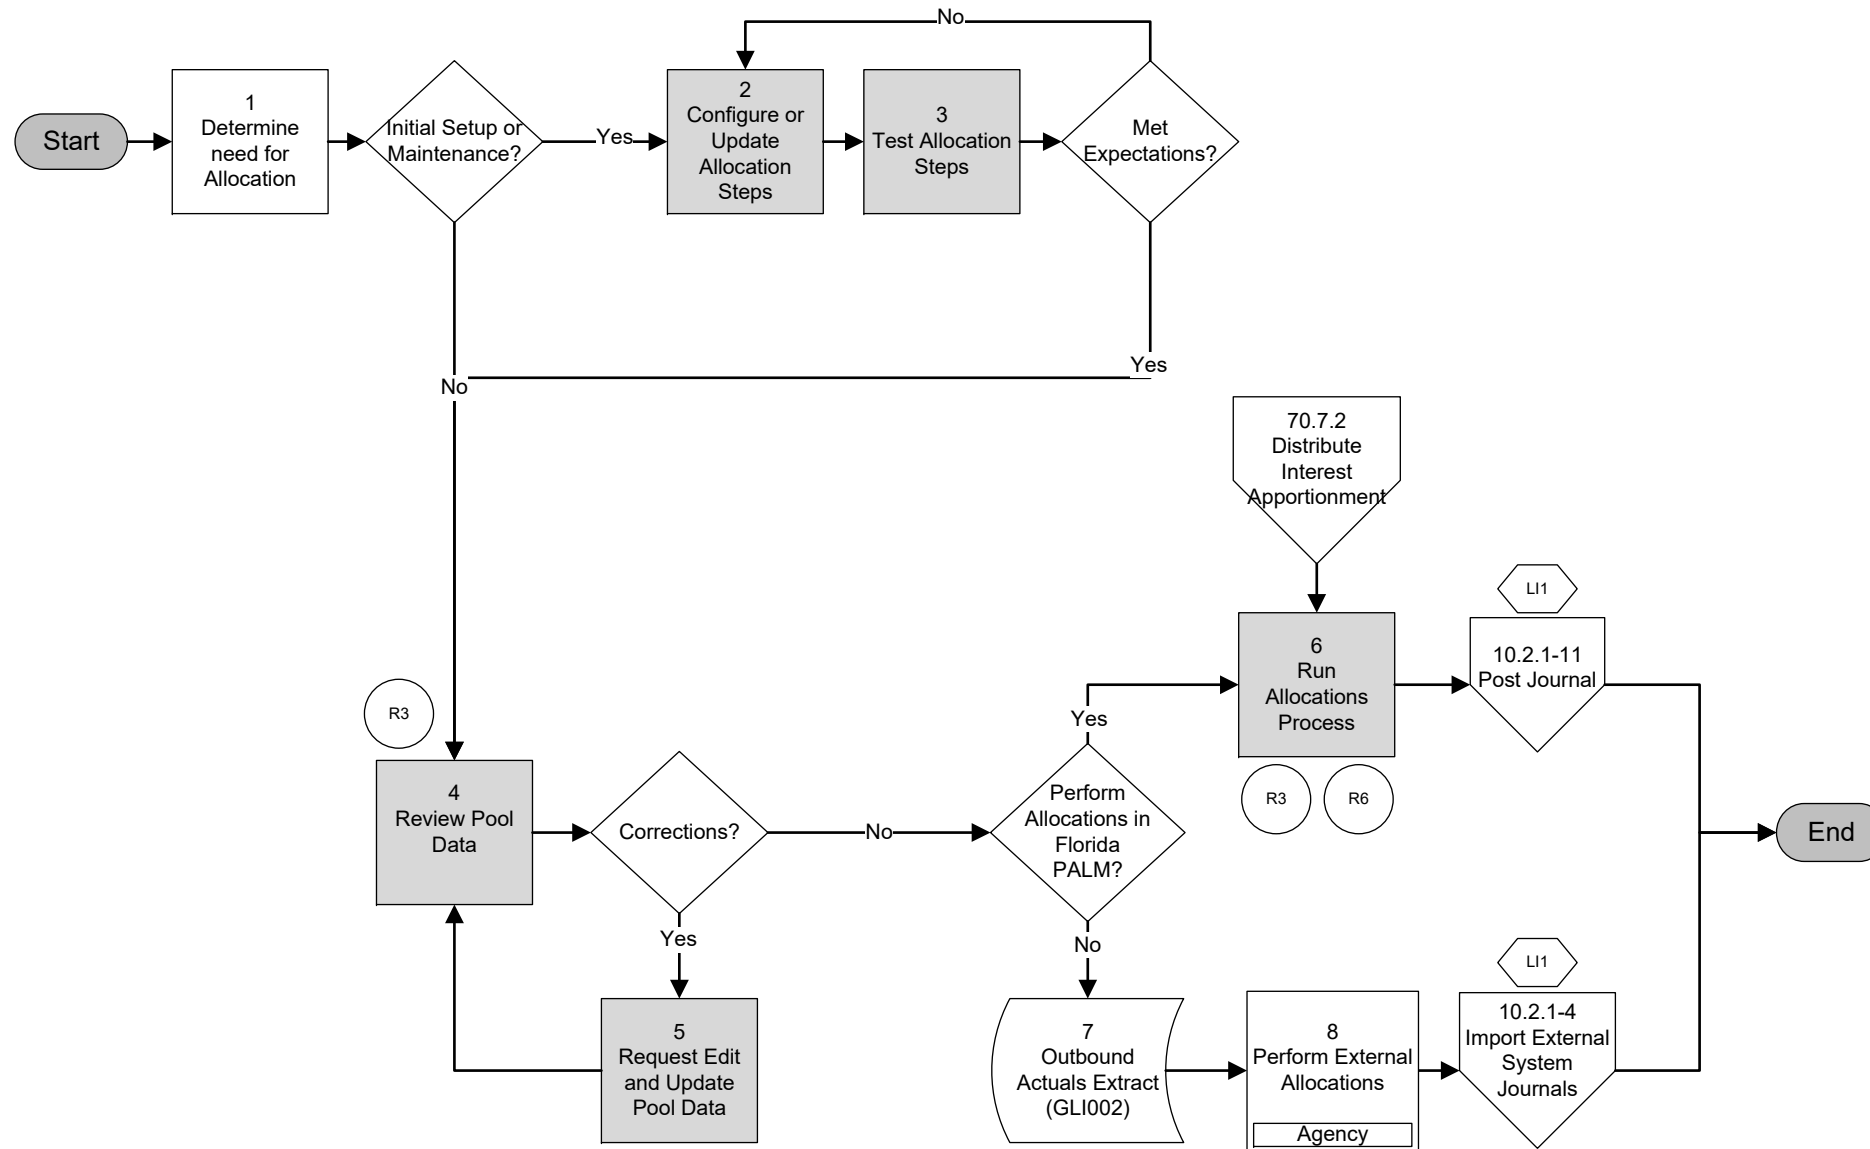 No
Start
1
Determine
need for
Allocation
Initial Setup or
Maintenance?
Yes
2
Configure or
Update
Allocation
Steps
3
Test Allocation
Steps
Met
Expectations?
Yes
No
70.7.2
Distribute
Interest
Apportionment
LI1
6
Run
Allocations
Process
10.2.1-11
Post Journal
R3
4
Review Pool
Data
Corrections?
No
Yes
Perform
Allocations in
Florida
PALM?
R3
R6
End
Yes
No
5
Request Edit
and Update
Pool Data
7
Outbound
Actuals Extract
(GLI002)
8
Perform External
Allocations
Agency
LI1
10.2.1-4
Import External
System
Journals